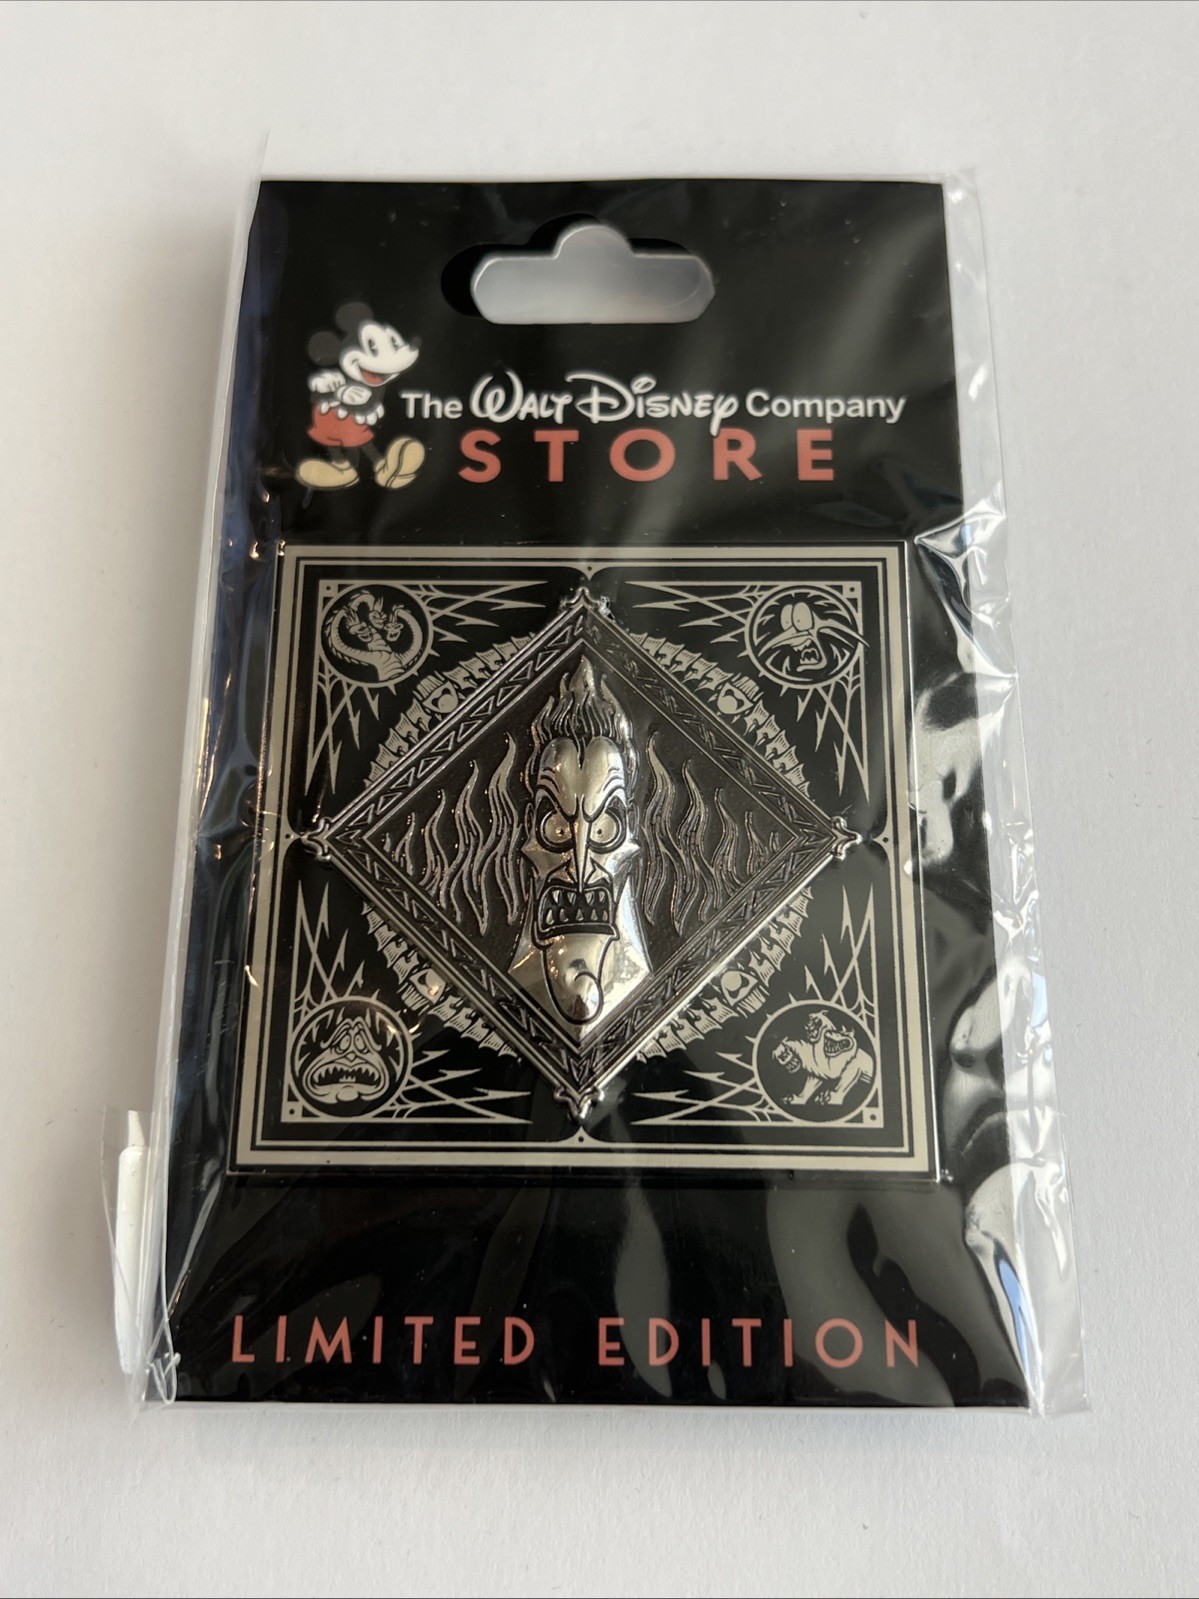 The WALT DISNEY Company
STORE
LIMITED EDITION